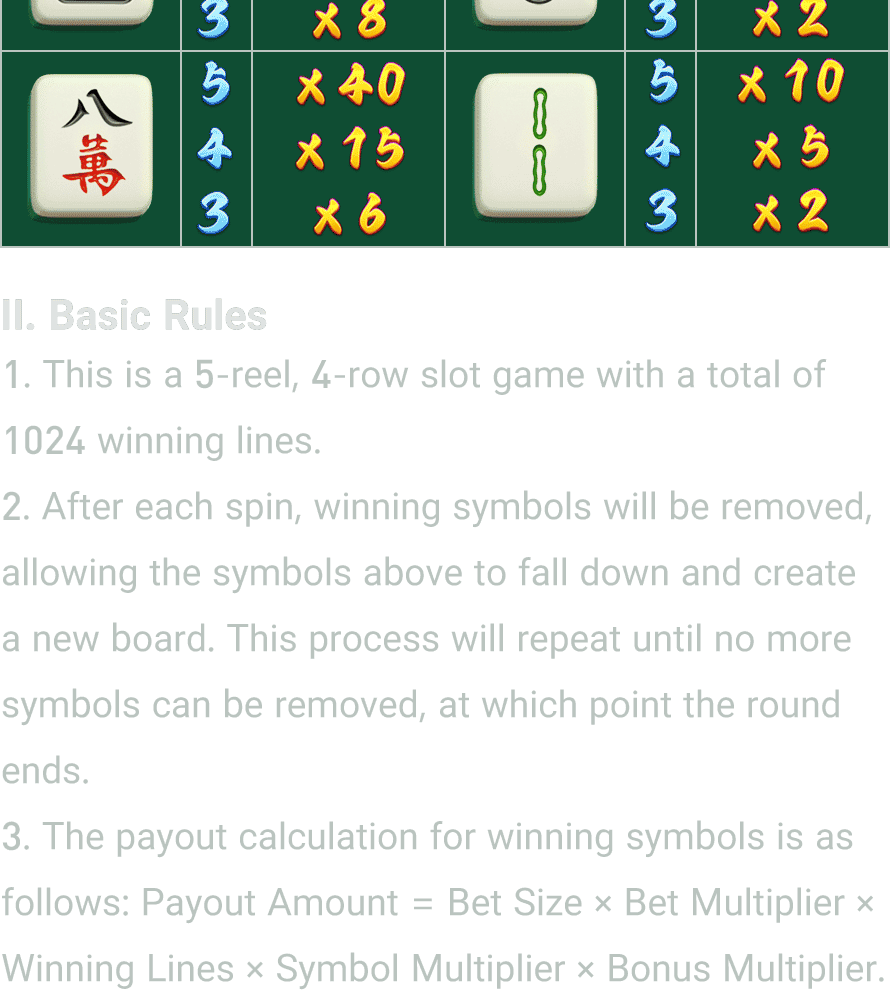 3 x 8 3 x 2
5 x 40 5 x 10
八
4 x 15 4 x 5
萬
3 x 6 3 x 2
II. Basic Rules
1. This is a 5-reel, 4-row slot game with a total of
1024 winning lines.
2. After each spin, winning symbols will be removed,
allowing the symbols above to fall down and create
a new board. This process will repeat until no more
symbols can be removed, at which point the round
ends.
3. The payout calculation for winning symbols is as
follows: Payout Amount = Bet Size × Bet Multiplier ×
Winning Lines × Symbol Multiplier × Bonus Multiplier.